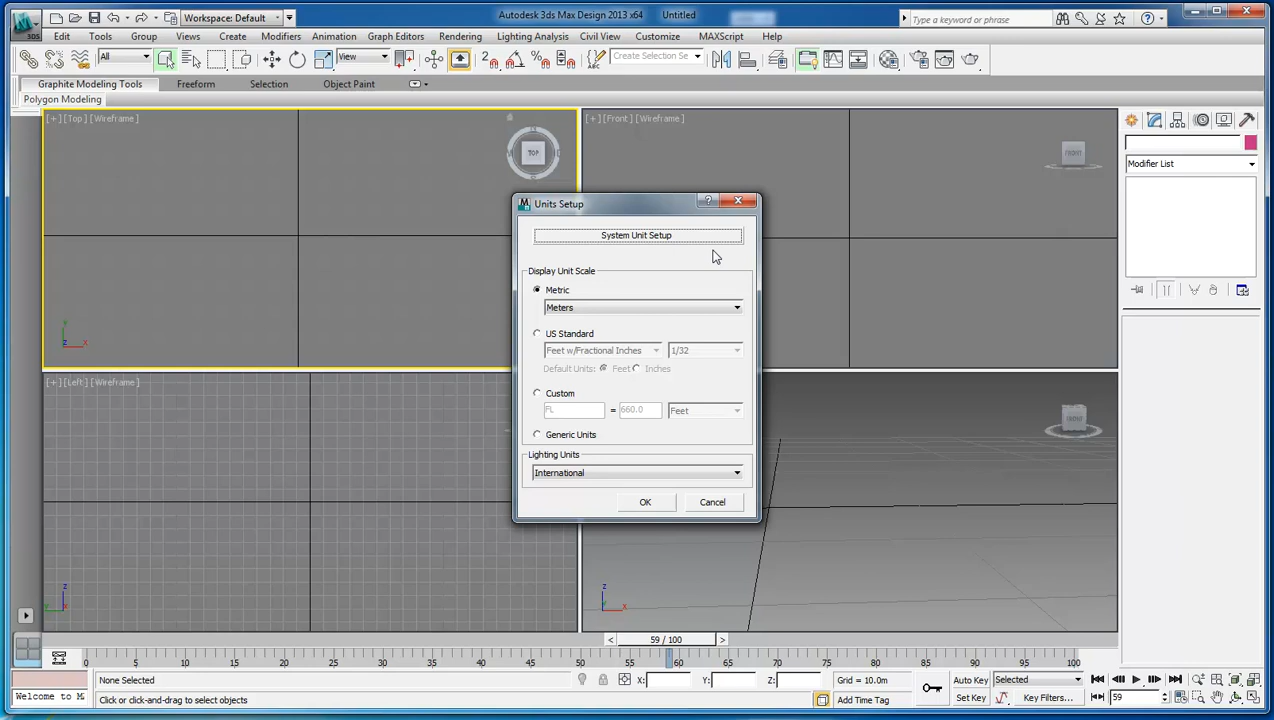 Workspace: Default
Autodesk 3ds Max Design 2013 x64 Untitled
Type a keyword or phrase
3DS
Edit Tools Group Views Create Modifiers Animation Graph Editors Rendering Lighting Analysis Civil View Customize MAXScript Help
All
View
Create Selection Se
Graphite Modeling Tools Freeform Selection Object Paint
Polygon Modeling
[+][Top][Wireframe]
TOP
[+][Front][Wireframe]
FRONT
Modifier List
Units Setup
System Unit Setup
Display Unit Scale
Metric
Meters
US Standard
Feet w/Fractional Inches 1/32
Default Units: Feet Inches
Custom
FL = 660.0 Feet
Generic Units
Lighting Units
International
OK Cancel
y
z x
[+][Left][Wireframe]
z
y x
z
y x
59 / 100
0 5 10 15 20 25 30 35 40 45 50 55 60 65 70 75 80 85 90 95 100
None Selected X: Y: Z: Grid = 10.0m Auto Key Selected
Welcome to M Click or click-and-drag to select objects Add Time Tag Set Key Key Filters... 59